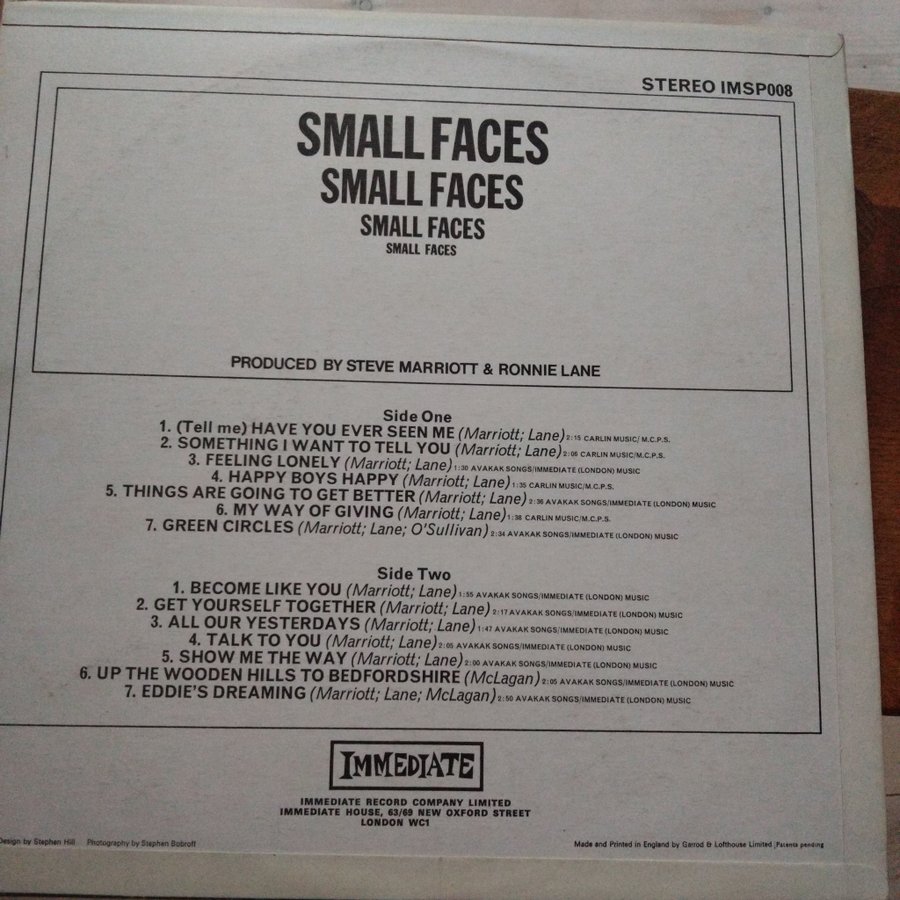 STEREO IMSP008
SMALL FACES
SMALL FACES
SMALL FACES
SMALL FACES
PRODUCED BY STEVE MARRIOTT & RONNIE LANE
Side One
1. (Tell me) HAVE YOU EVER SEEN ME (Marriott; Lane) 2:15 CARLIN MUSIC/ M.C.P.S.
2. SOMETHING I WANT TO TELL YOU (Marriott; Lane) 2:06 CARLIN MUSIC/M.C.P.S.
3. FEELING LONELY (Marriott; Lane) 1:30 AVAKAK SONGS/IMMEDIATE (LONDON) MUSIC
4. HAPPY BOYS HAPPY (Marriott; Lane) 1:35 CARLIN MUSIC/M.C.P.S.
5. THINGS ARE GOING TO GET BETTER (Marriott; Lane) 2:36 AVAKAK SONGS/IMMEDIATE (LONDON) MUSIC
6. MY WAY OF GIVING (Marriott; Lane) 1:38 CARLIN MUSIC/M.C.P.S.
7. GREEN CIRCLES (Marriott; Lane; O'Sullivan) 2:34 AVAKAK SONGS/IMMEDIATE (LONDON) MUSIC
Side Two
1. BECOME LIKE YOU (Marriott; Lane) 1:55 AVAKAK SONGS/IMMEDIATE (LONDON) MUSIC
2. GET YOURSELF TOGETHER (Marriott; Lane) 2:17 AVAKAK SONGS/IMMEDIATE (LONDON) MUSIC
3. ALL OUR YESTERDAYS (Marriott; Lane) 1:47 AVAKAK SONGS/IMMEDIATE (LONDON) MUSIC
4. TALK TO YOU (Marriott; Lane) 2:05 AVAKAK SONGS/IMMEDIATE (LONDON) MUSIC
5. SHOW ME THE WAY (Marriott; Lane) 2:00 AVAKAK SONGS/IMMEDIATE (LONDON) MUSIC
6. UP THE WOODEN HILLS TO BEDFORDSHIRE (McLagan) 2:05 AVAKAK SONGS/IMMEDIATE (LONDON) MUSIC
7. EDDIE'S DREAMING (Marriott; Lane; McLagan) 2:50 AVAKAK SONGS/IMMEDIATE (LONDON) MUSIC
IMMEDIATE
IMMEDIATE RECORD COMPANY LIMITED
IMMEDIATE HOUSE, 63/69 NEW OXFORD STREET
LONDON WC1
Design by Stephen Hill Photography by Stephen Bobroff
Made and Printed in England by Garrod & Lofthouse Limited Patents pending